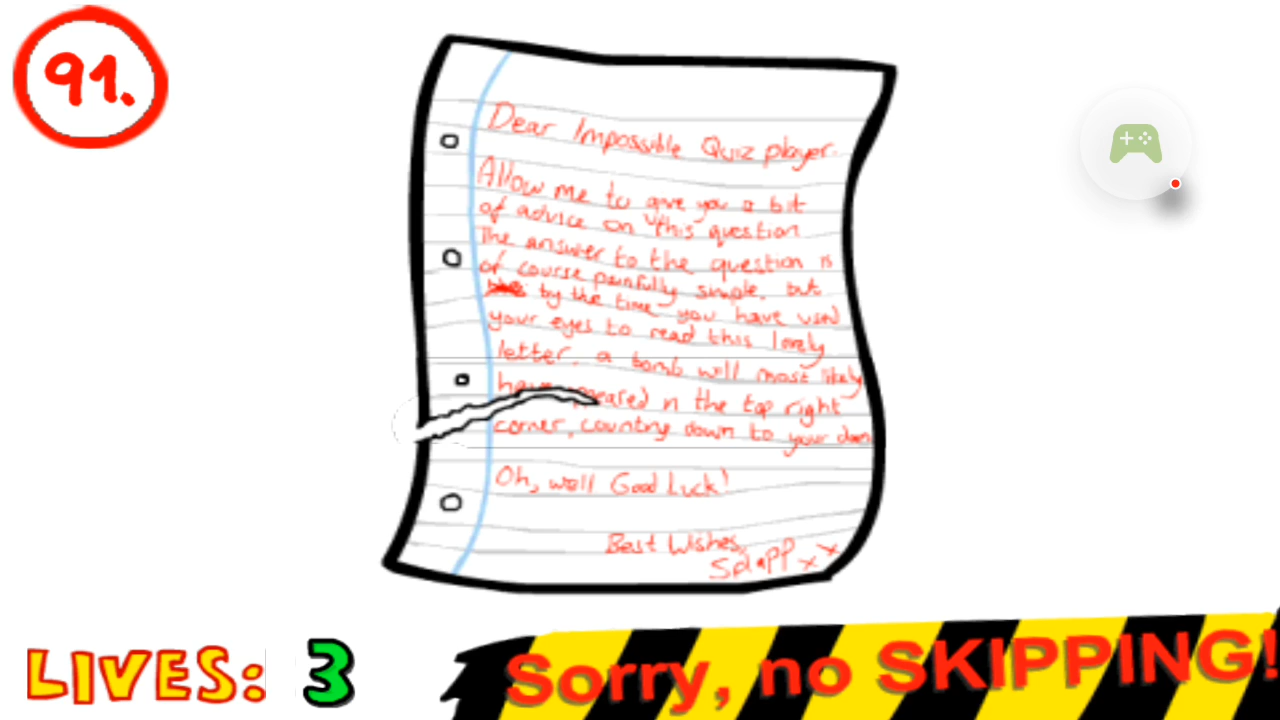 91.
Dear Impossible Quiz player.
Allow me to give you a bit
of advice on this question
The answer to the question is
of course painfully simple, but
by the time you have used
your eyes to read this lovely
letter, a bomb will most likely
have appeared in the top right
corner, country down to your doom
Oh, well Good Luck!
Best Wishes,
Splapp x x
LIVES: 3
Sorry, no SKIPPING!